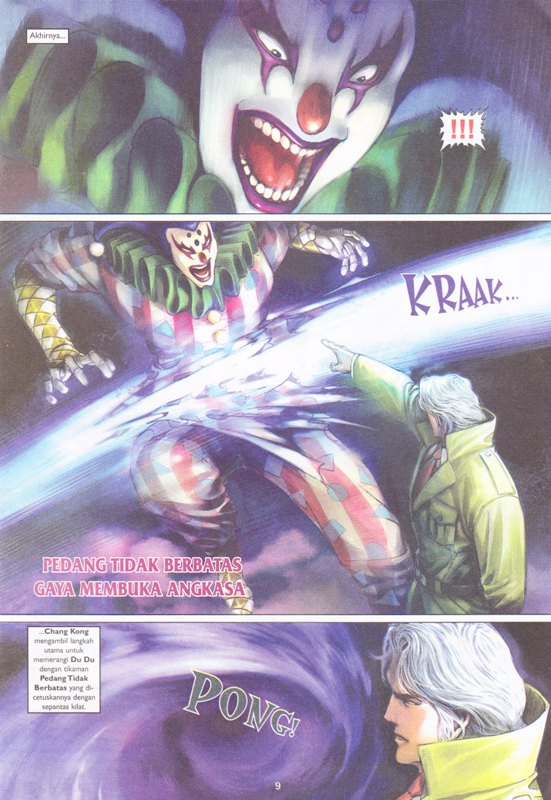 Akhirnya...
!!!
KRAAK...
PEDANG TIDAK BERBATAS
GAYA MEMBUKA ANGKASA
...Chang Kong
mengambil langkah
utama untuk
memerangi Du Du
dengan tikaman
Pedang Tidak
Berbatas yang di-
cetuskannya dengan
sepantas kilat.
PONG!
9